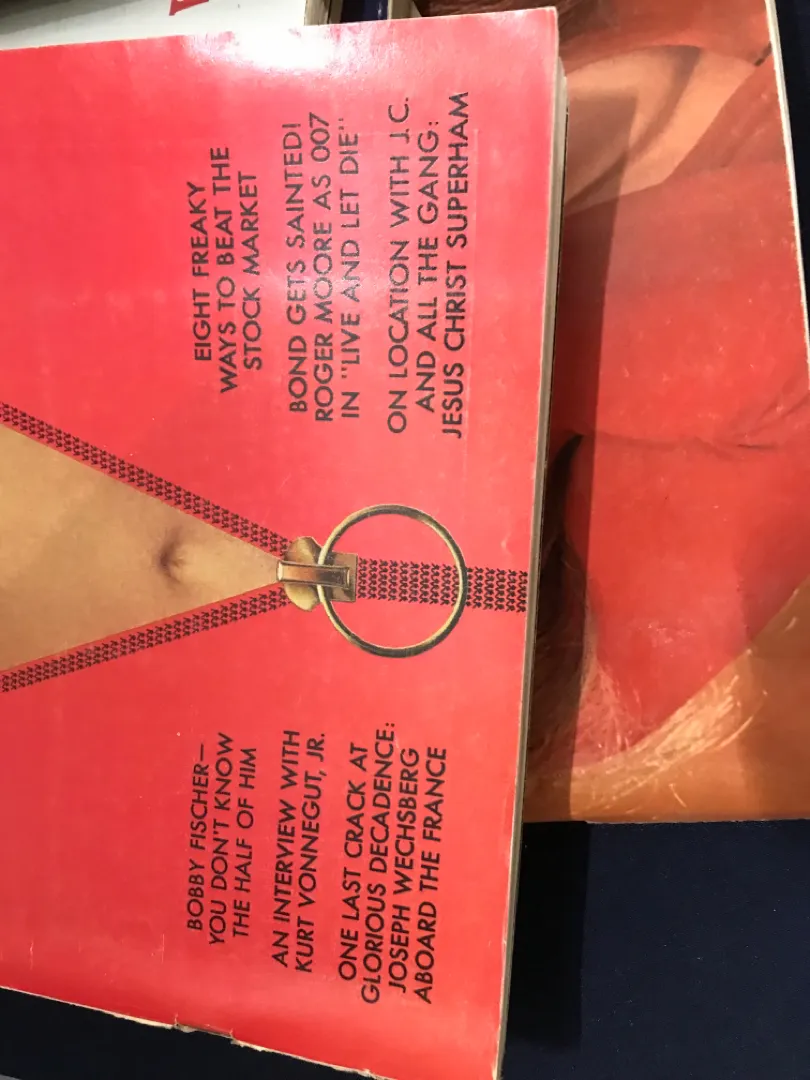 BOBBY FISCHER—
YOU DON'T KNOW
THE HALF OF HIM
AN INTERVIEW WITH
KURT VONNEGUT, JR.
ONE LAST CRACK AT
GLORIOUS DECADENCE:
JOSEPH WECHSBERG
ABOARD THE FRANCE
EIGHT FREAKY
WAYS TO BEAT THE
STOCK MARKET
BOND GETS SAINTED!
ROGER MOORE AS 007
IN "LIVE AND LET DIE"
ON LOCATION WITH J.C.
AND ALL THE GANG:
JESUS CHRIST SUPERHAM